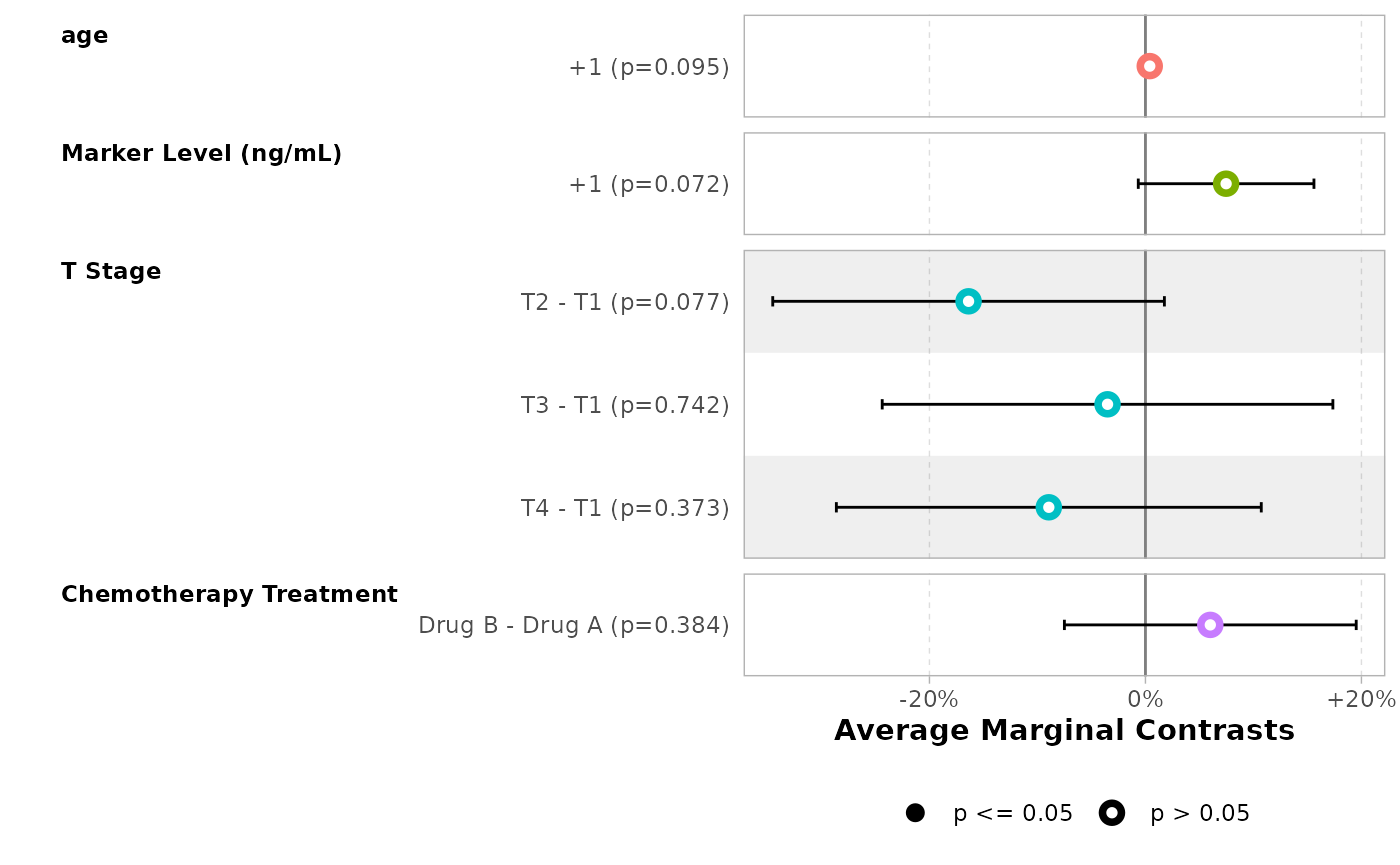 age
+1 (p=0.095)
Marker Level (ng/mL)
+1 (p=0.072)
T Stage
T2 - T1 (p=0.077)
T3 - T1 (p=0.742)
T4 - T1 (p=0.373)
Chemotherapy Treatment
Drug B - Drug A (p=0.384)
-20% 0% +20%
Average Marginal Contrasts
p <= 0.05 p > 0.05